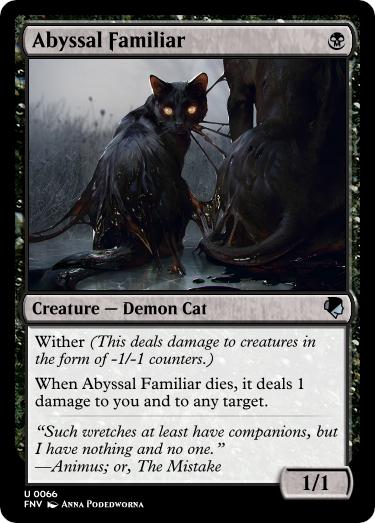 Abyssal Familiar
Creature — Demon Cat
Wither (This deals damage to creatures in
the form of -1/-1 counters.)
When Abyssal Familiar dies, it deals 1
damage to you and to any target.
“Such wretches at least have companions, but
I have nothing and no one.”
—Animus; or, The Mistake
1/1
U 0066
FNV Anna Podedworna